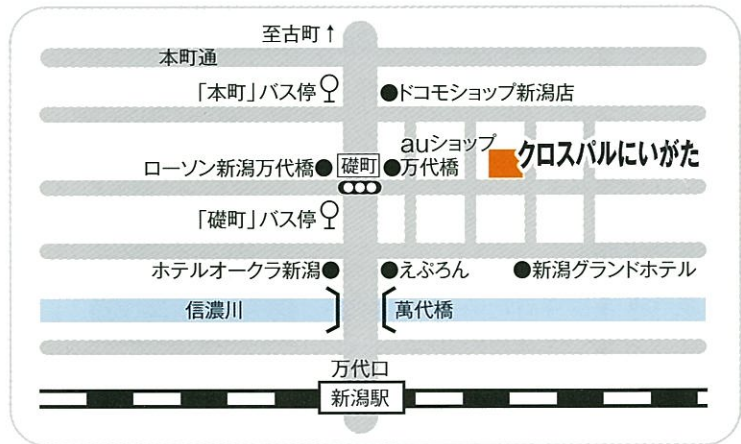 至古町↑
本町通
「本町」バス停
●ドコモショップ新潟店
auショップ
万代橋
クロスパルにいがた
ローソン新潟万代橋●
礎町
「礎町」バス停
ホテルオークラ新潟●
●えぷろん
●新潟グランドホテル
信濃川
萬代橋
万代口
新潟駅